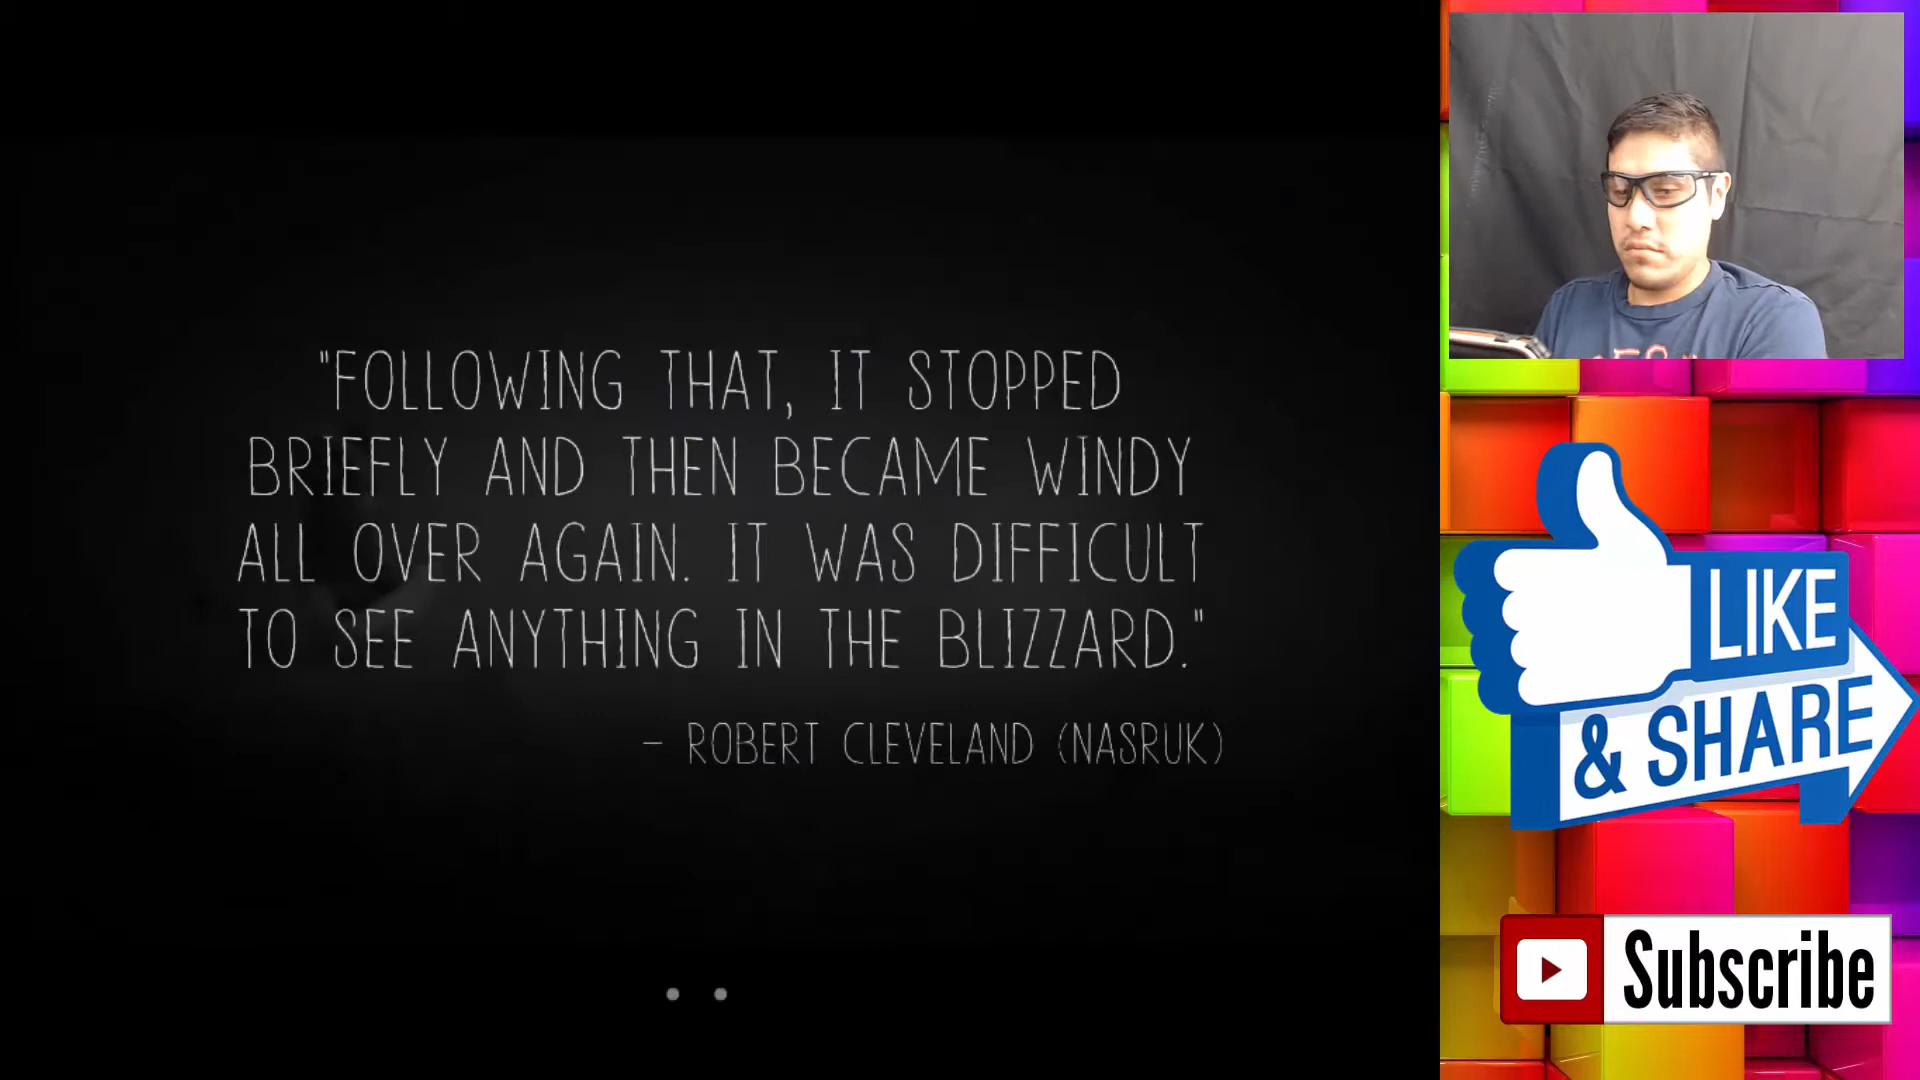 "FOLLOWING THAT, IT STOPPED
BRIEFLY AND THEN BECAME WINDY
ALL OVER AGAIN. IT WAS DIFFICULT
TO SEE ANYTHING IN THE BLIZZARD."
- ROBERT CLEVELAND (NASRUK)
LIKE
& SHARE
Subscribe